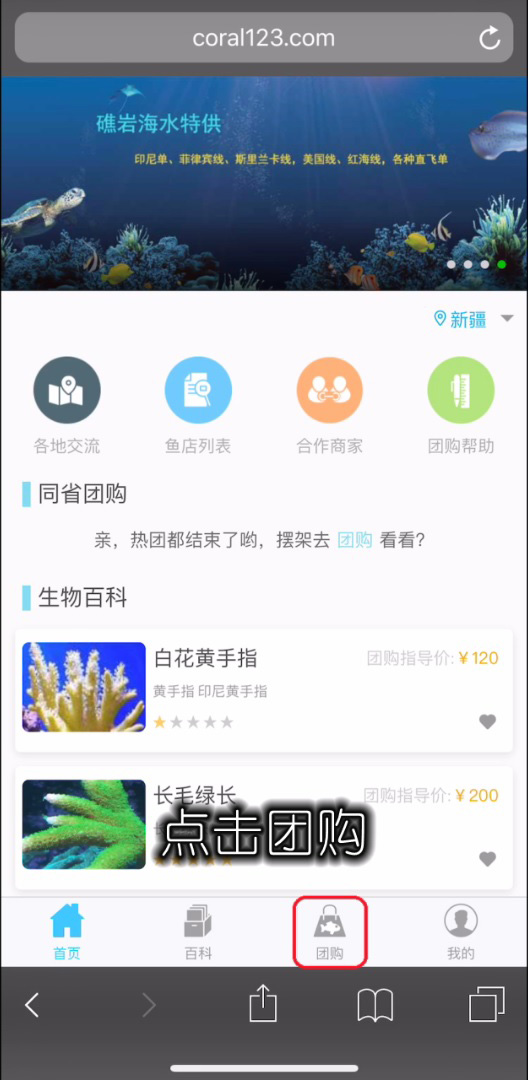 coral123.com
礁岩海水特供
印尼单、菲律宾线、斯里兰卡线，美国线、红海线，各种直飞单
新疆
各地交流 鱼店列表 合作商家 团购帮助
同省团购
亲，热团都结束了哟，摆架去 团购 看看？
生物百科
白花黄手指 团购指导价: ¥120
黄手指 印尼黄手指
长毛绿长 团购指导价: ¥200
点击团购
首页 百科 团购 我的